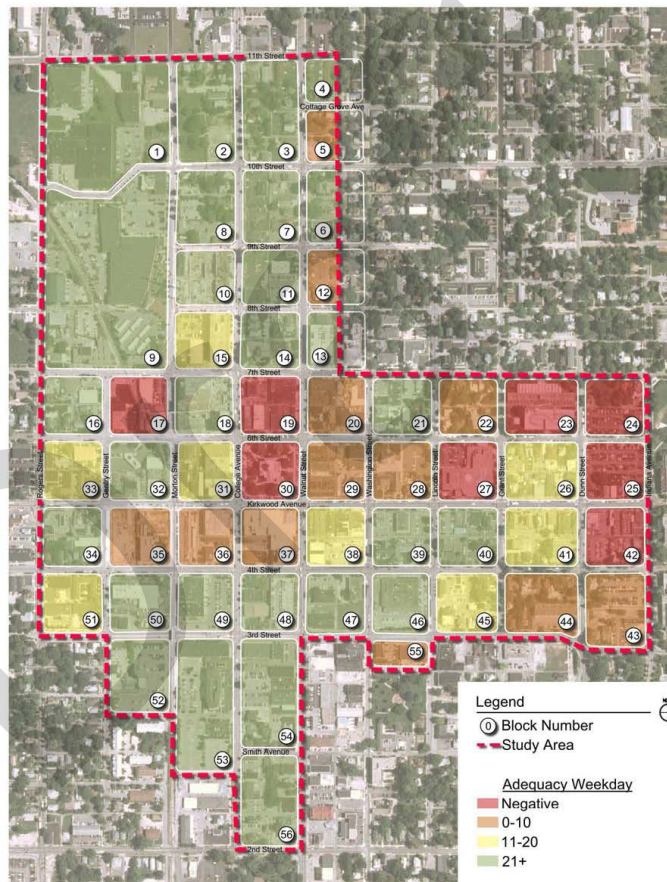 11th Street
4
Cottage Grove Ave
1
2
3
5
10th Street
8
7
6
9th Street
10
11
12
8th Street
9
15
14
13
7th Street
16
17
18
19
20
21
22
23
24
6th Street
Rogers Street
Gentry Street
Morton Street
College Avenue
Walnut Street
Washington Street
Lincoln Street
Grant Street
Dunn Street
Indiana Avenue
33
32
31
30
29
28
27
26
25
Kirkwood Avenue
34
35
36
37
38
39
40
41
42
4th Street
51
50
49
48
47
46
45
44
43
3rd Street
55
52
53
54
Smith Avenue
56
2nd Street
Legend
0 Block Number
Study Area
Adequacy Weekday
Negative
0-10
11-20
21+